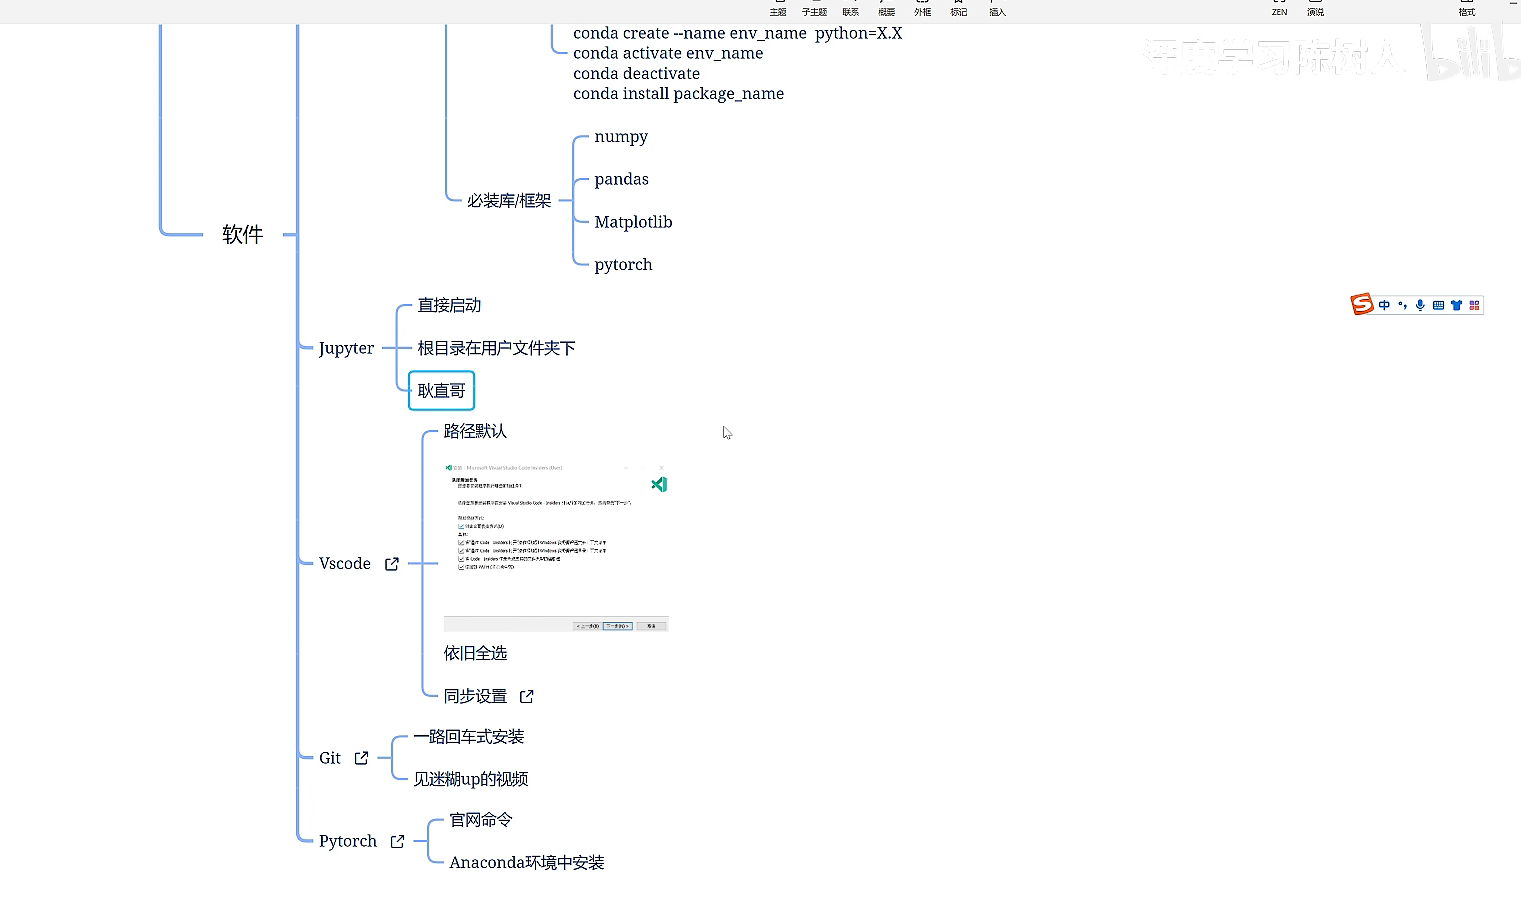 主题 子主题 联系 概要 外框 标记 插入 ZEN 演说 格式
conda create --name env_name python=X.X
conda activate env_name
conda deactivate
conda install package_name
numpy
pandas
必装库/框架
Matplotlib
pytorch
软件
直接启动
Jupyter
根目录在用户文件夹下
耿直哥
路径默认
Vscode
依旧全选
同步设置
Git
一路回车式安装
见迷糊up的视频
Pytorch
官网命令
Anaconda环境中安装
中
bilib